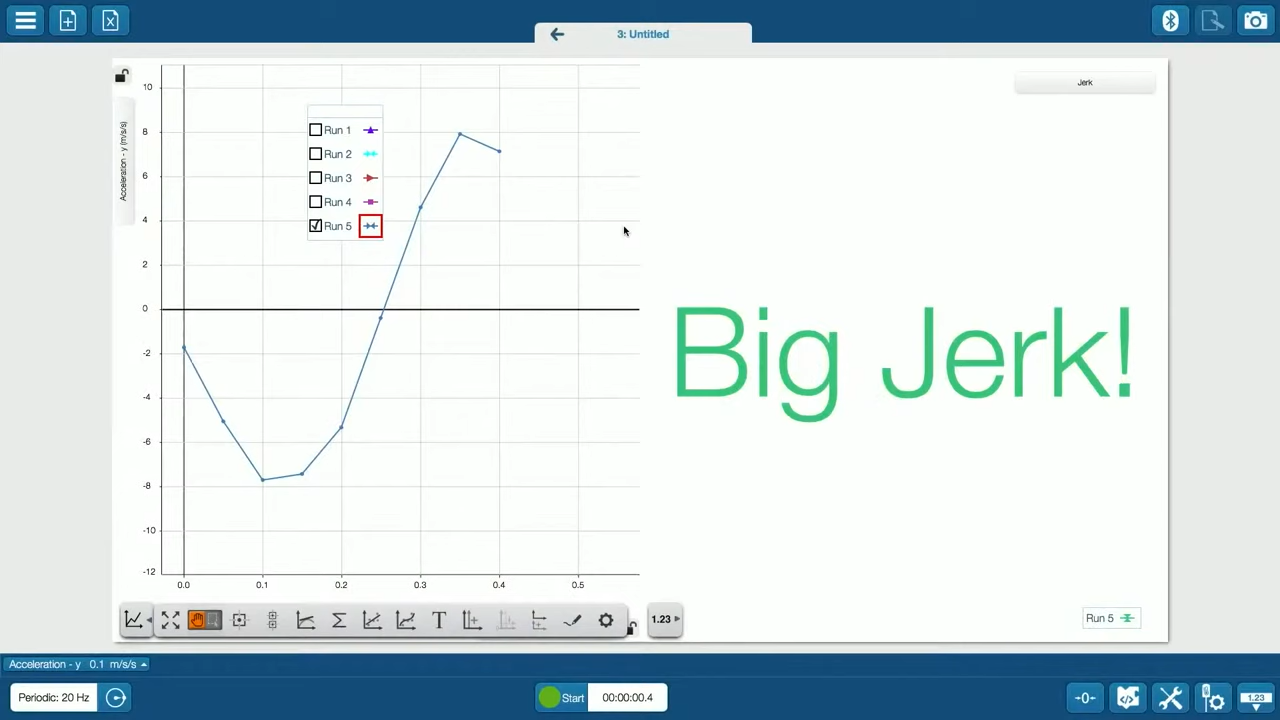 3: Untitled
Jerk
Acceleration - y (m/s/s)
10
8
6
4
2
0
-2
-4
-6
-8
-10
-12
Run 1
Run 2
Run 3
Run 4
Run 5
Big Jerk!
0.0 0.1 0.2 0.3 0.4 0.5
Σ T 1.23
Run 5
Acceleration - y 0.1 m/s/s
Periodic: 20 Hz
Start
00:00:00.4
-0-
1.23